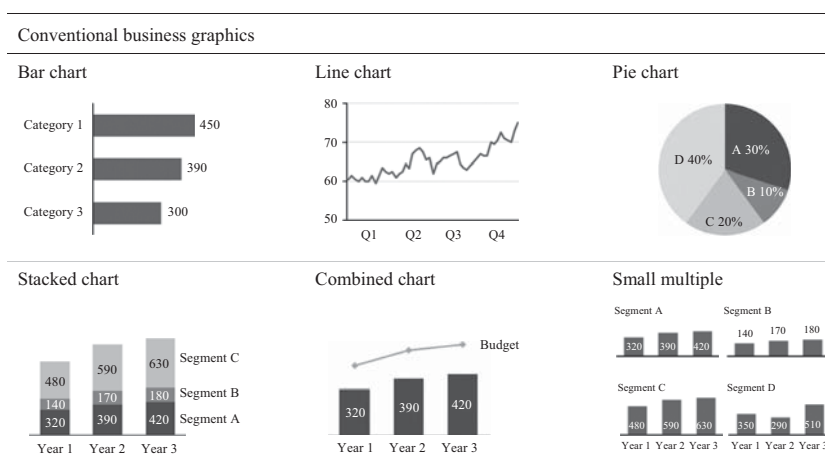 Conventional business graphics
Bar chart
Category 1
450
Category 2
390
Category 3
300
Line chart
80
70
60
50
Q1 Q2 Q3 Q4
Pie chart
D 40%
A 30%
B 10%
C 20%
Stacked chart
480 590 630 Segment C
140 170 180 Segment B
320 390 420 Segment A
Year 1 Year 2 Year 3
Combined chart
Budget
320 390 420
Year 1 Year 2 Year 3
Small multiple
Segment A
320 390 420
Segment B
140 170 180
Segment C
480 590 630
Year 1 Year 2 Year 3
Segment D
350 290 510
Year 1 Year 2 Year 3